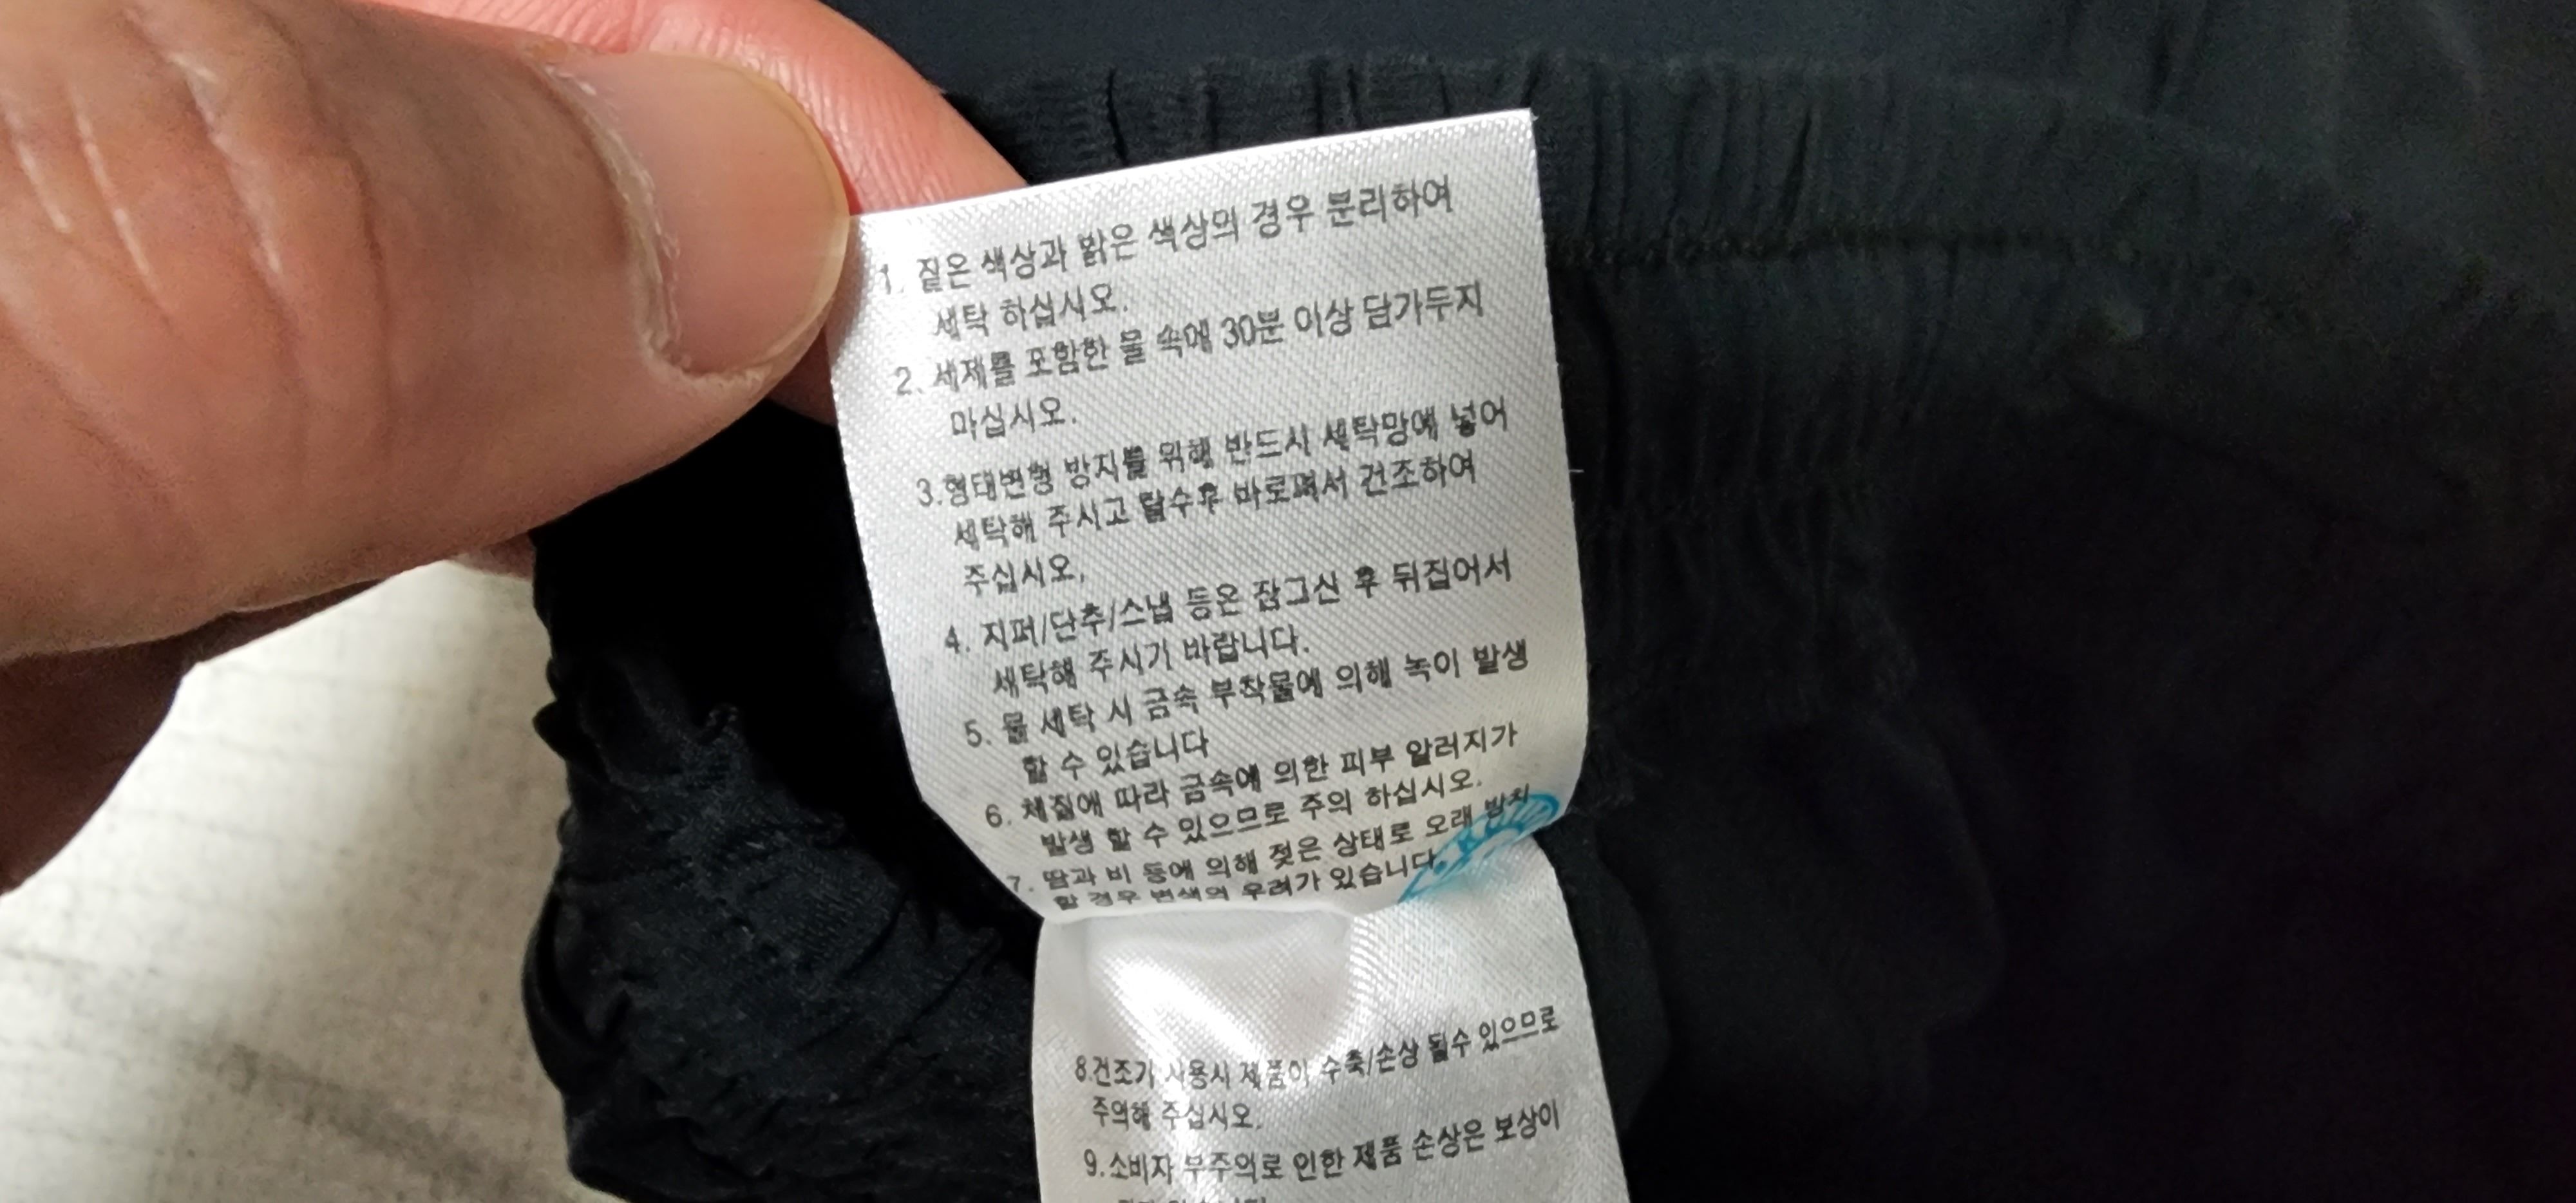 1. 짙은 색상과 밝은 색상의 경우 분리하여
세탁 하십시오.
2. 세제를 포함한 물 속에 30분 이상 담가두지
마십시오.
3.형태변형 방지를 위해 반드시 세탁망에 넣어
세탁해 주시고 탈수후 바로펴서 건조하여
주십시오.
4. 지퍼/단추/스냅 등은 잠그신 후 뒤집어서
세탁해 주시기 바랍니다.
5. 물 세탁 시 금속 부착물에 의해 녹이 발생
할 수 있습니다
6. 체질에 따라 금속에 의한 피부 알러지가
발생 할 수 있으므로 주의 하십시오.
7. 땀과 비 등에 의해 젖은 상태로 오래 방치
할 경우 변색의 우려가 있습니다.
8.건조기 사용시 제품이 수축/손상 될수 있으므로
주의해 주십시오.
9.소비자 부주의로 인한 제품 손상은 보상이